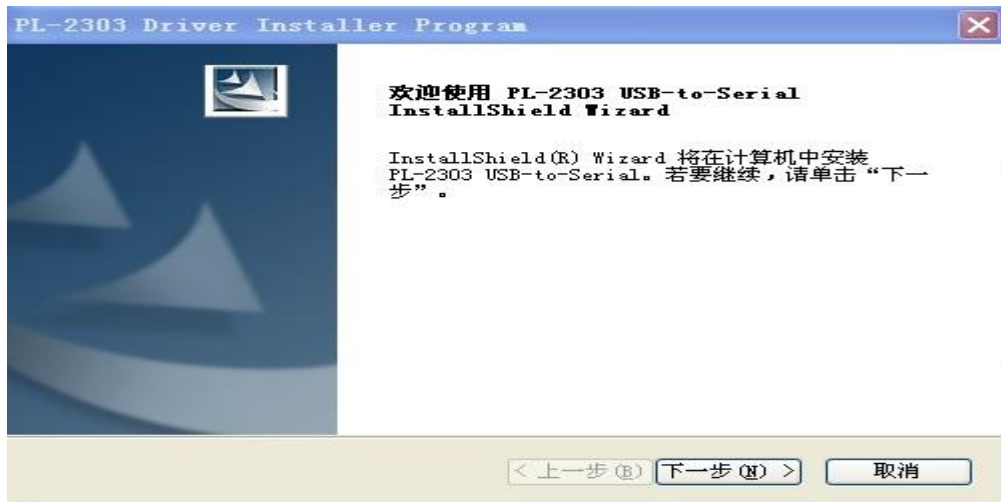 PL-2303 Driver Installer Program
欢迎使用 PL-2303 USB-to-Serial
InstallShield Wizard
InstallShield(R) Wizard 将在计算机中安装
PL-2303 USB-to-Serial。若要继续，请单击“下一
步”。
< 上一步(B) 下一步(N) > 取消